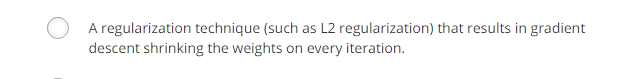 A regularization technique (such as L2 regularization) that results in gradient
descent shrinking the weights on every iteration.